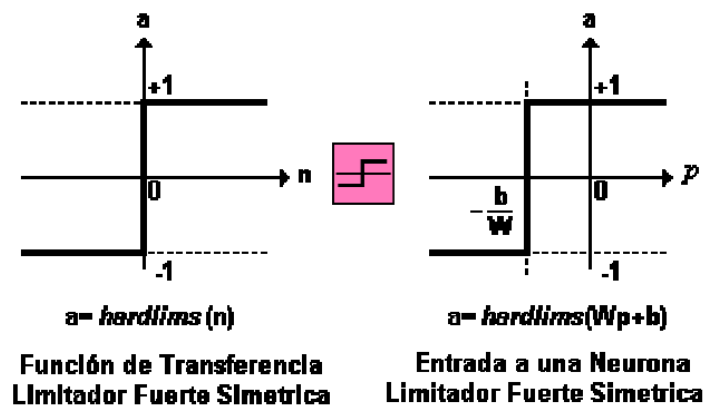 a
+1
n
0
-1
a= hardlims (n)
Función de Transferencia
Limitador Fuerte Simetrica
a
+1
p
0
- b
W
-1
a= hardlims(Wp+b)
Entrada a una Neurona
Limitador Fuerte Simetrica